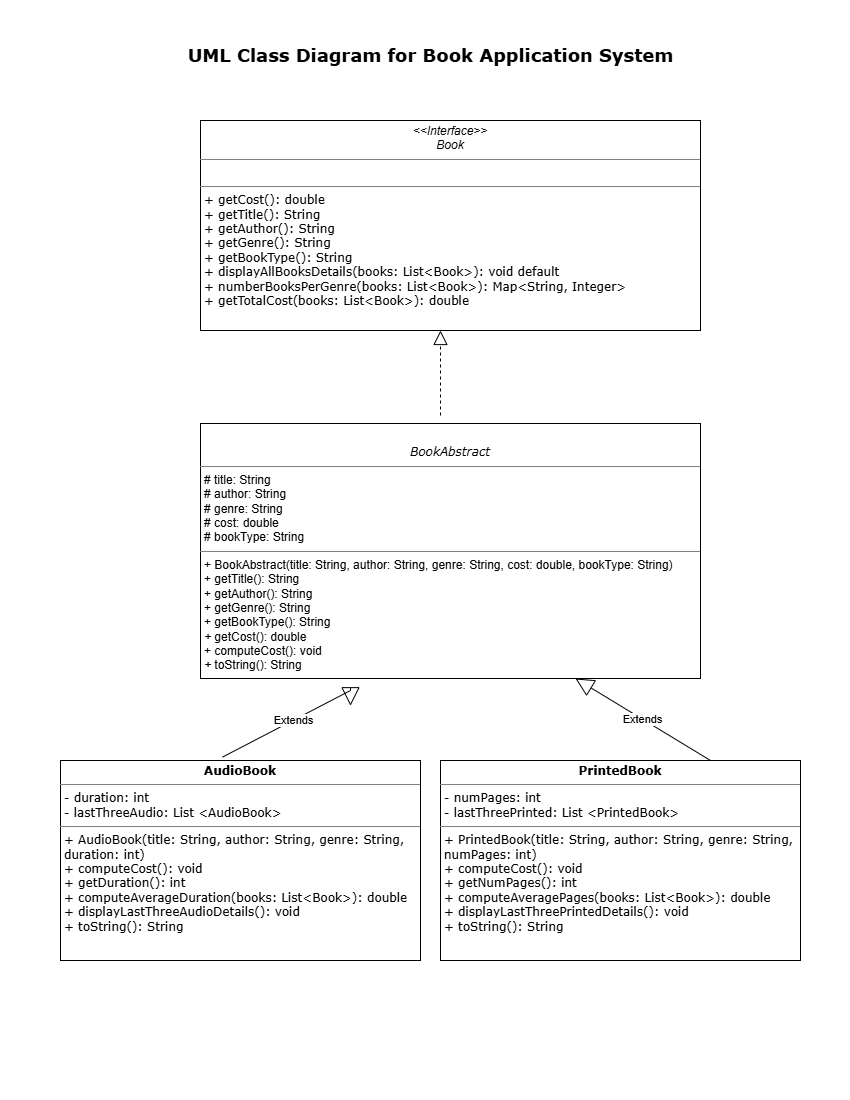 UML Class Diagram for Book Application System
<<Interface>>
Book
+ getCost(): double
+ getTitle(): String
+ getAuthor(): String
+ getGenre(): String
+ getBookType(): String
+ displayAllBooksDetails(books: List<Book>): void default
+ numberBooksPerGenre(books: List<Book>): Map<String, Integer>
+ getTotalCost(books: List<Book>): double
BookAbstract
# title: String
# author: String
# genre: String
# cost: double
# bookType: String
+ BookAbstract(title: String, author: String, genre: String, cost: double, bookType: String)
+ getTitle(): String
+ getAuthor(): String
+ getGenre(): String
+ getBookType(): String
+ getCost(): double
+ computeCost(): void
+ toString(): String
Extends
Extends
AudioBook
- duration: int
- lastThreeAudio: List <AudioBook>
+ AudioBook(title: String, author: String, genre: String,
duration: int)
+ computeCost(): void
+ getDuration(): int
+ computeAverageDuration(books: List<Book>): double
+ displayLastThreeAudioDetails(): void
+ toString(): String
PrintedBook
- numPages: int
- lastThreePrinted: List <PrintedBook>
+ PrintedBook(title: String, author: String, genre: String,
numPages: int)
+ computeCost(): void
+ getNumPages(): int
+ computeAveragePages(books: List<Book>): double
+ displayLastThreePrintedDetails(): void
+ toString(): String